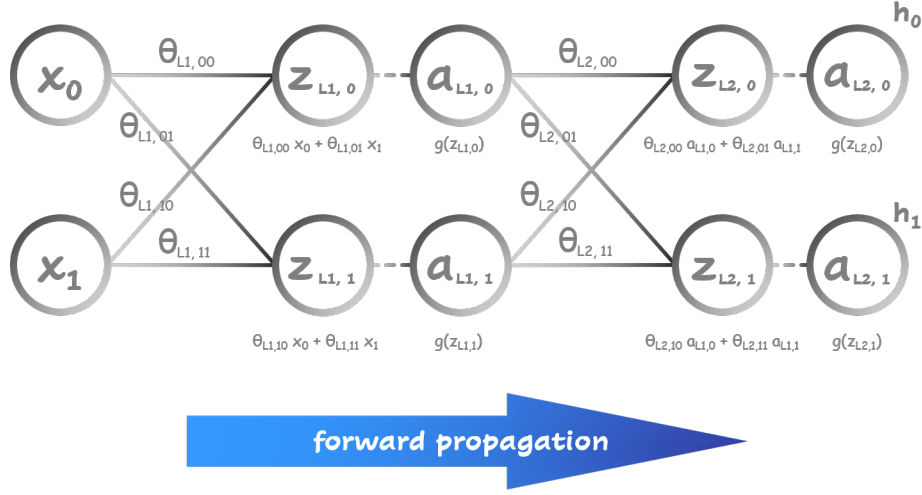 h0
x0
θL1,00
zL1,0
aL1,0
θL2,00
zL2,0
aL2,0
θL1,01
θL2,01
θL1,00 x0 + θL1,01 x1
g(zL1,0)
θL2,00 aL1,0 + θL2,01 aL1,1
g(zL2,0)
θL1,10
θL2,10
h1
x1
θL1,11
zL1,1
aL1,1
θL2,11
zL2,1
aL2,1
θL1,10 x0 + θL1,11 x1
g(zL1,1)
θL2,10 aL1,0 + θL2,11 aL1,1
g(zL2,1)
forward propagation